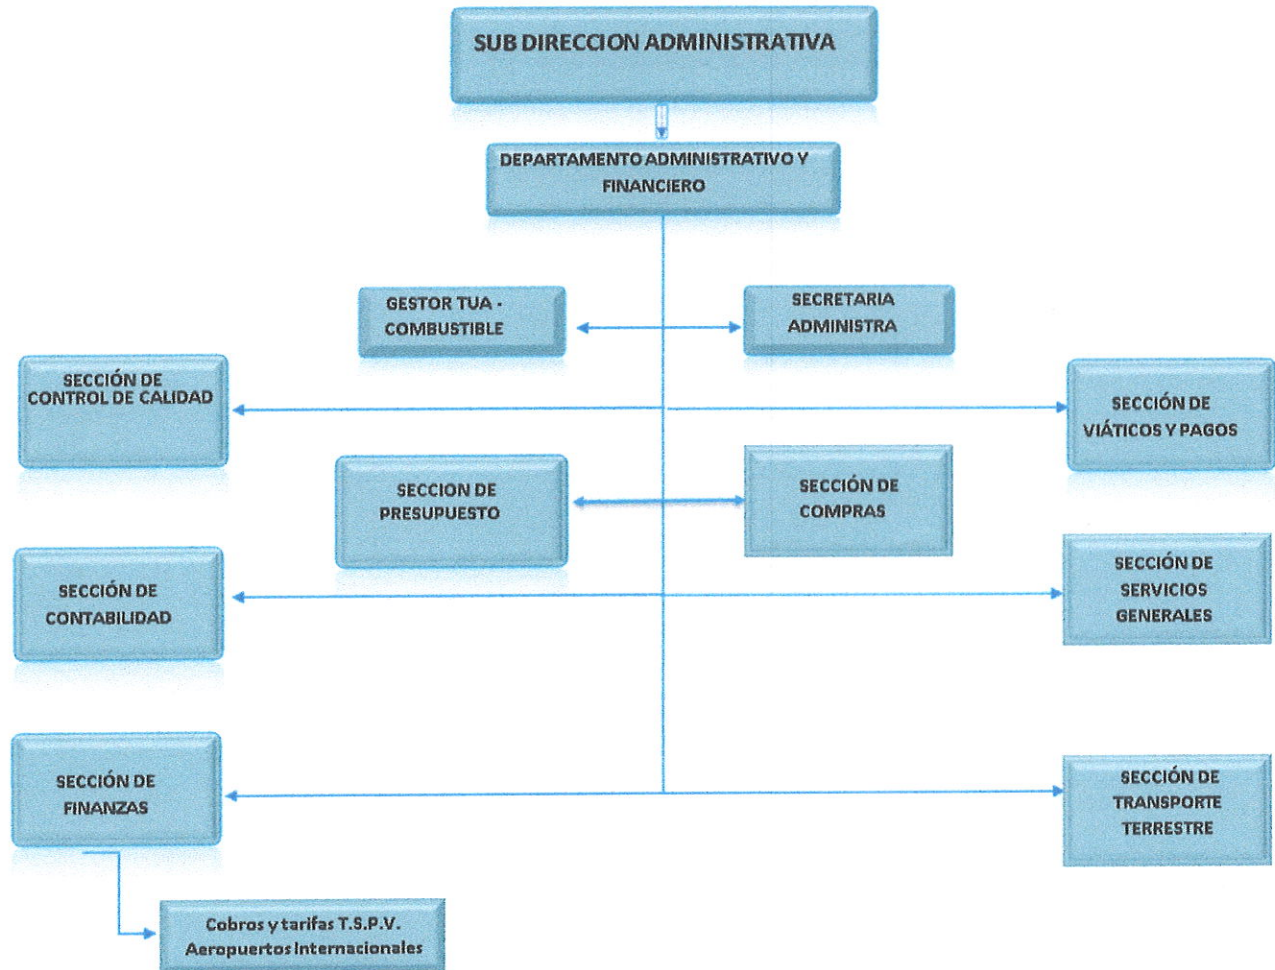 SUB DIRECCION ADMINISTRATIVA
DEPARTAMENTO ADMINISTRATIVO Y
FINANCIERO
GESTOR TUA -
COMBUSTIBLE
SECRETARIA
ADMINISTRA
SECCIÓN DE
CONTROL DE CALIDAD
SECCIÓN DE
VIÁTICOS Y PAGOS
SECCION DE
PRESUPUESTO
SECCIÓN DE
COMPRAS
SECCIÓN DE
CONTABILIDAD
SECCIÓN DE
SERVICIOS
GENERALES
SECCIÓN DE
FINANZAS
SECCIÓN DE
TRANSPORTE
TERRESTRE
Cobros y tarifas T.S.P.V.
Aeropuertos Internacionales